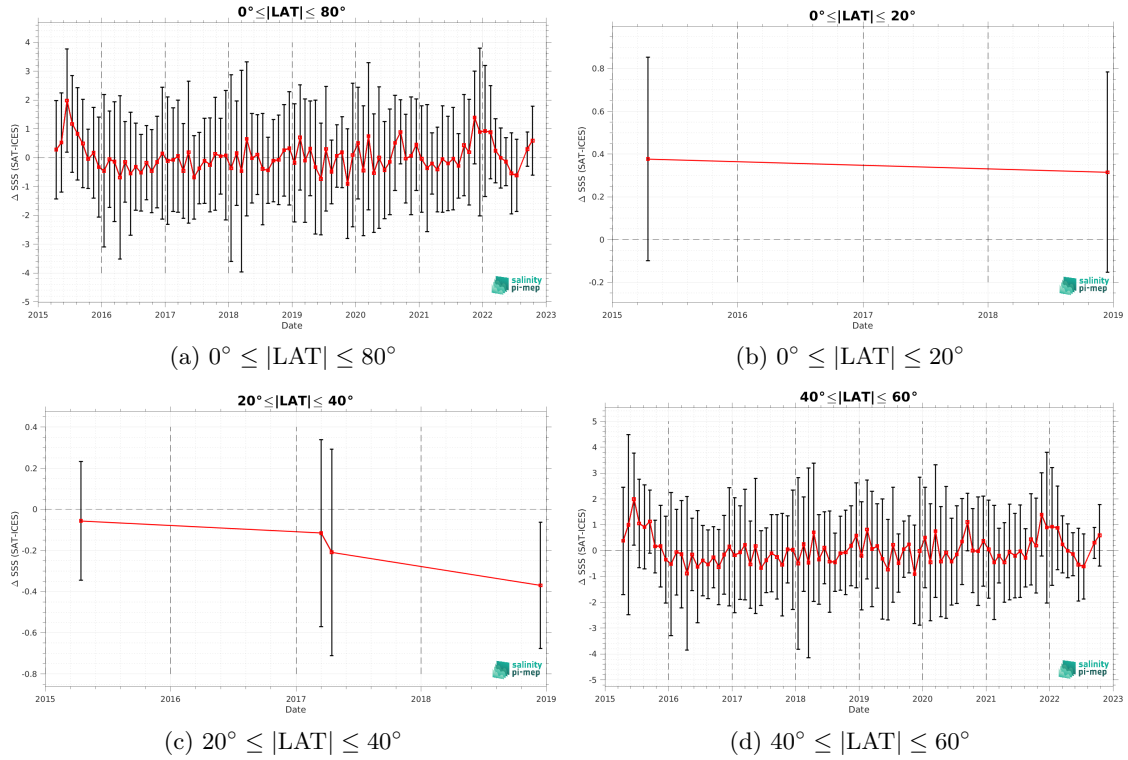 0°≤|LAT|≤ 80°
4
3
2
1
0
-1
-2
-3
-4
-5
Δ SSS (SAT-ICES)
2015 2016 2017 2018 2019 2020 2021 2022 2023
Date
salinity
pi-mep
(a) 0° ≤ |LAT| ≤ 80°
0°≤|LAT|≤ 20°
0.8
0.6
0.4
0.2
0
-0.2
Δ SSS (SAT-ICES)
2015 2016 2017 2018 2019
Date
salinity
pi-mep
(b) 0° ≤ |LAT| ≤ 20°
20°≤|LAT|≤ 40°
0.4
0.2
0
-0.2
-0.4
-0.6
-0.8
Δ SSS (SAT-ICES)
2015 2016 2017 2018 2019
Date
salinity
pi-mep
(c) 20° ≤ |LAT| ≤ 40°
40°≤|LAT|≤ 60°
5
4
3
2
1
0
-1
-2
-3
-4
-5
Δ SSS (SAT-ICES)
2015 2016 2017 2018 2019 2020 2021 2022 2023
Date
salinity
pi-mep
(d) 40° ≤ |LAT| ≤ 60°